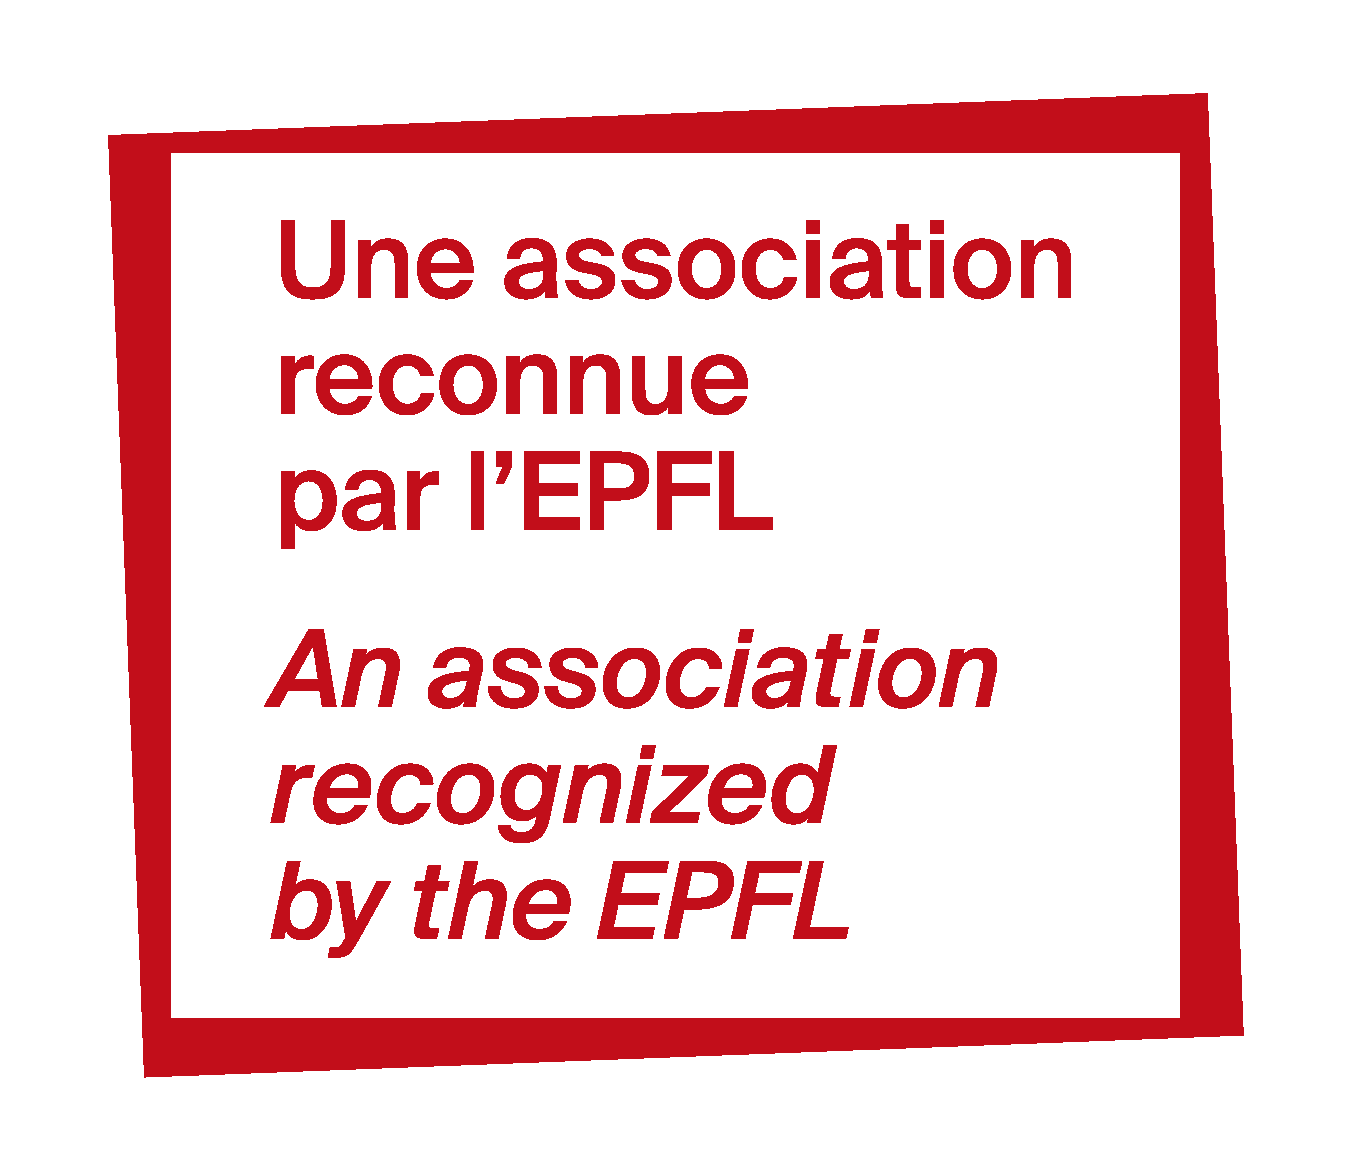 Une association
reconnue
par l’EPFL
An association
recognized
by the EPFL